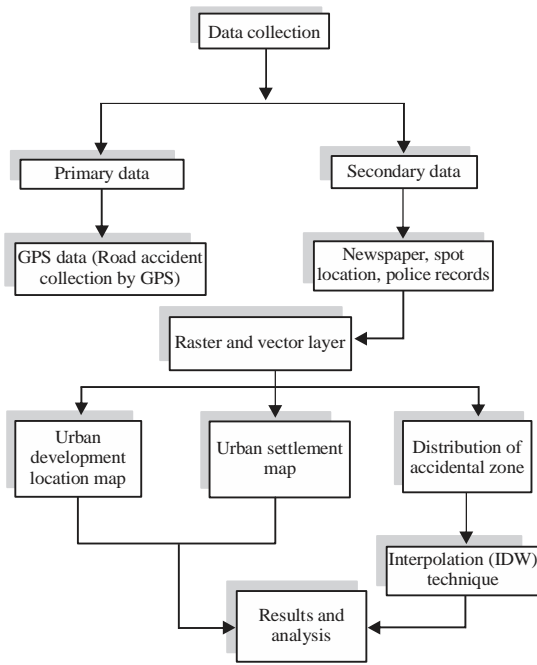 Data collection
Primary data
Secondary data
GPS data (Road accident
collection by GPS)
Newspaper, spot
location, police records
Raster and vector layer
Urban
development
location map
Urban settlement
map
Distribution of
accidental zone
Interpolation (IDW)
technique
Results and
analysis